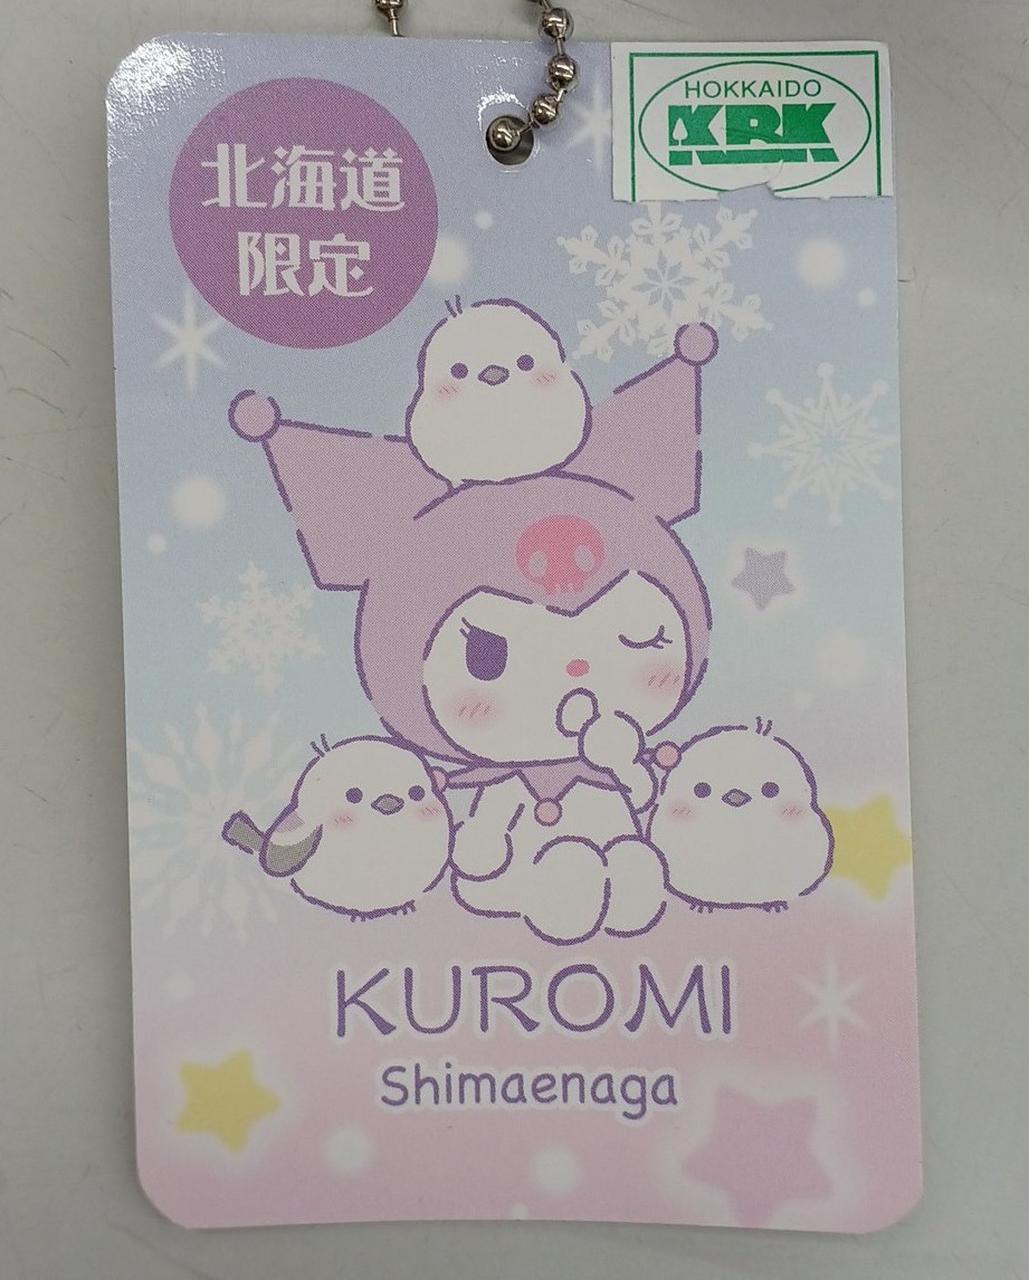 北海道
限定
HOKKAIDO
KRK
KUROMI
Shimaenaga